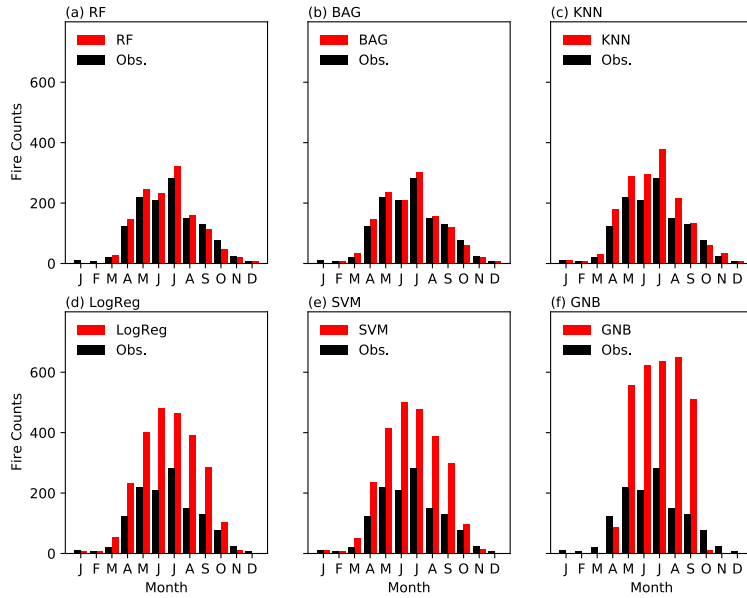 (a) RF
(b) BAG
(c) KNN
RF
Obs.
BAG
Obs.
KNN
Obs.
Fire Counts
600
400
200
0
J F M A M J J A S O N D
J F M A M J J A S O N D
J F M A M J J A S O N D
(d) LogReg
(e) SVM
(f) GNB
LogReg
Obs.
SVM
Obs.
GNB
Obs.
Fire Counts
600
400
200
0
J F M A M J J A S O N D
J F M A M J J A S O N D
J F M A M J J A S O N D
Month
Month
Month